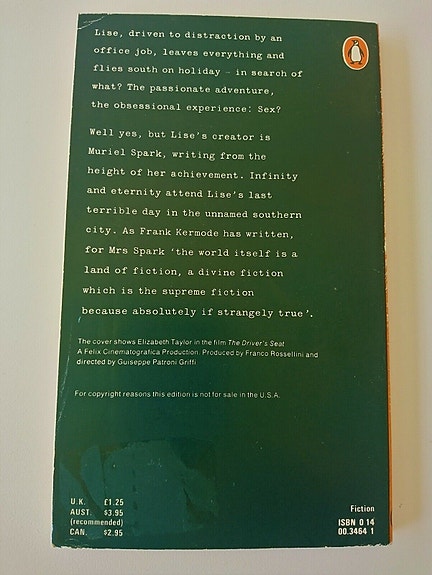 Lise, driven to distraction by an
office job, leaves everything and
flies south on holiday – in search of
what? The passionate adventure,
the obsessional experience! Sex?
Well yes, but Lise's creator is
Muriel Spark, writing from the
height of her achievement. Infinity
and eternity attend Lise's last
terrible day in the unnamed southern
city. As Frank Kermode has written,
for Mrs Spark 'the world itself is a
land of fiction, a divine fiction
which is the supreme fiction
because absolutely if strangely true'.
The cover shows Elizabeth Taylor in the film The Driver's Seat
A Felix Cinematografica Production. Produced by Franco Rossellini and
directed by Guiseppe Patroni Griffi
For copyright reasons this edition is not for sale in the U.S.A.
U.K. £1.25
AUST. $3.95
(recommended)
CAN. $2.95
Fiction
ISBN 0 14
00.3464 1